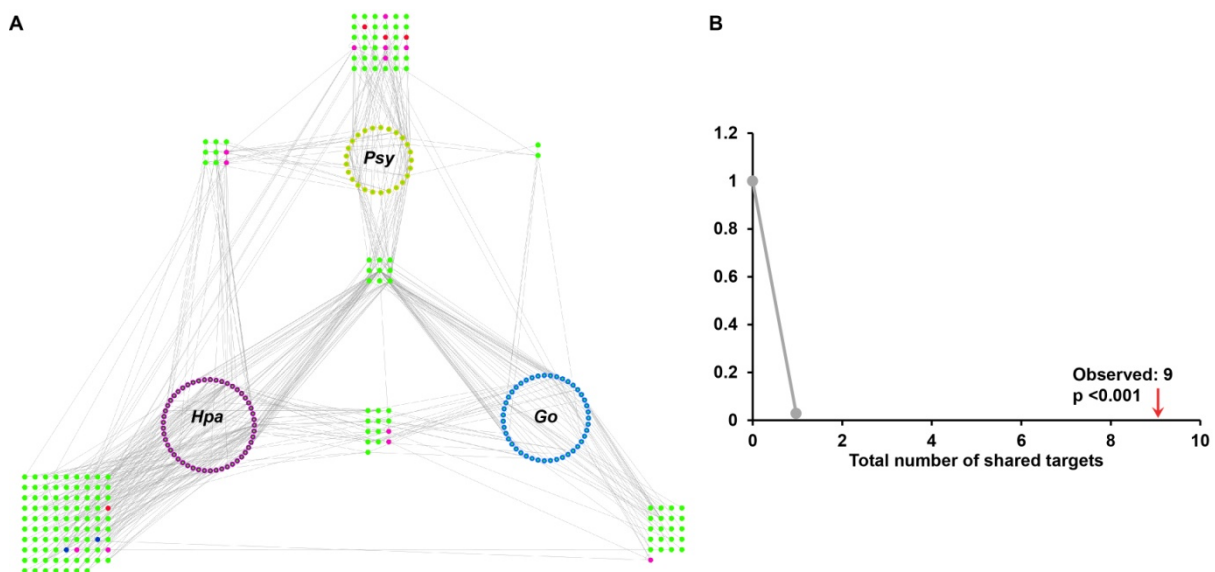 A
B
Psy
Hpa
Go
1.2
1
0.8
0.6
0.4
0.2
0
Observed: 9
p <0.001
0 2 4 6 8 10
Total number of shared targets